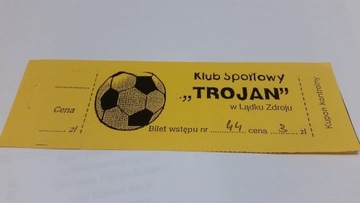 Cena
zł
Klub Sportowy
„TROJAN”
w Lądku Zdroju
Bilet wstępu nr 44 cena 3 zł
Kupon kontrolny